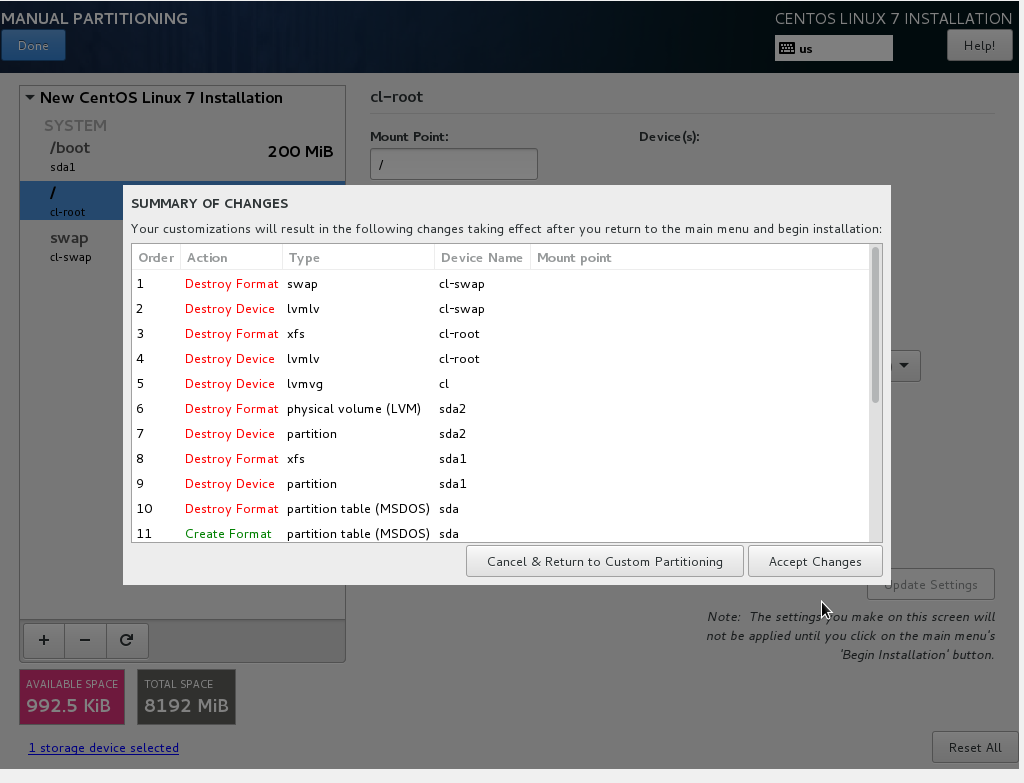 MANUAL PARTITIONING
CENTOS LINUX 7 INSTALLATION
Done
us
Help!
New CentOS Linux 7 Installation
SYSTEM
/boot
200 MiB
sda1
/
cl-root
swap
cl-swap
cl-root
Mount Point:
Device(s):
/
SUMMARY OF CHANGES
Your customizations will result in the following changes taking effect after you return to the main menu and begin installation:
Order Action Type Device Name Mount point
1 Destroy Format swap cl-swap
2 Destroy Device lvmlv cl-swap
3 Destroy Format xfs cl-root
4 Destroy Device lvmlv cl-root
5 Destroy Device lvmvg cl
6 Destroy Format physical volume (LVM) sda2
7 Destroy Device partition sda2
8 Destroy Format xfs sda1
9 Destroy Device partition sda1
10 Destroy Format partition table (MSDOS) sda
11 Create Format partition table (MSDOS) sda
Cancel & Return to Custom Partitioning
Accept Changes
Update Settings
Note: The settings you make on this screen will
not be applied until you click on the main menu's
'Begin Installation' button.
AVAILABLE SPACE
992.5 KiB
TOTAL SPACE
8192 MiB
1 storage device selected
Reset All